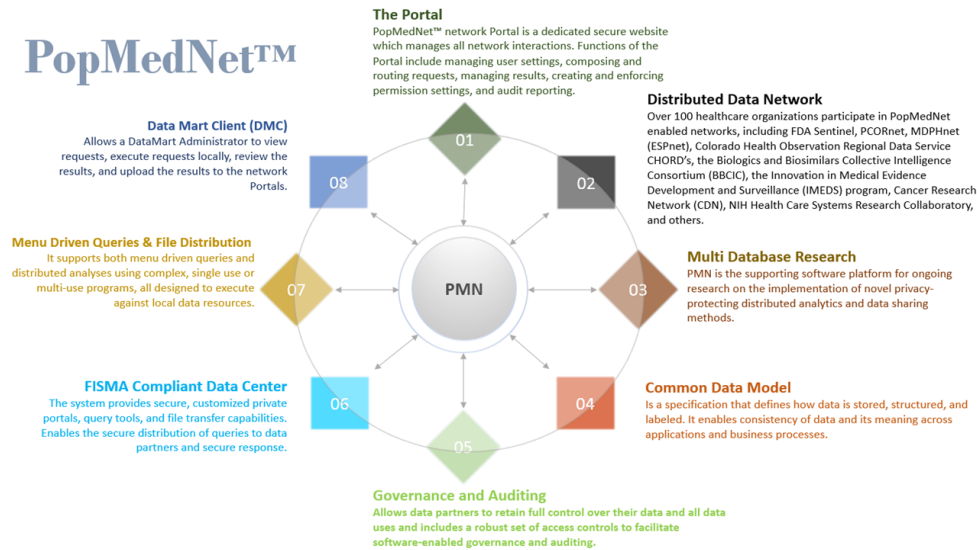 PopMedNet™
The Portal
PopMedNet™ network Portal is a dedicated secure website
which manages all network interactions. Functions of the
Portal include managing user settings, composing and
routing requests, managing results, creating and enforcing
permission settings, and audit reporting.
01
Distributed Data Network
Over 100 healthcare organizations participate in PopMedNet
enabled networks, including FDA Sentinel, PCORnet, MDPHnet
(ESPnet), Colorado Health Observation Regional Data Service
CHORD's, the Biologics and Biosimilars Collective Intelligence
Consortium (BBCIC), the Innovation in Medical Evidence
Development and Surveillance (IMEDS) program, Cancer Research
Network (CDN), NIH Health Care Systems Research Collaboratory,
and others.
02
Multi Database Research
PMN is the supporting software platform for ongoing
research on the implementation of novel privacy-
protecting distributed analytics and data sharing
methods.
03
Common Data Model
Is a specification that defines how data is stored, structured, and
labeled. It enables consistency of data and its meaning across
applications and business processes.
04
05
Governance and Auditing
Allows data partners to retain full control over their data and all data
uses and includes a robust set of access controls to facilitate
software-enabled governance and auditing.
FISMA Compliant Data Center
The system provides secure, customized private
portals, query tools, and file transfer capabilities.
Enables the secure distribution of queries to data
partners and secure response.
06
Menu Driven Queries & File Distribution
It supports both menu driven queries and
distributed analyses using complex, single use or
multi-use programs, all designed to execute
against local data resources.
07
Data Mart Client (DMC)
Allows a DataMart Administrator to view
requests, execute requests locally, review the
results, and upload the results to the network
Portals.
08
PMN